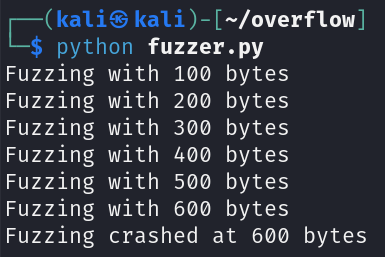 ┌──(kali㉿kali)-[~/overflow]
└─$ python fuzzer.py
Fuzzing with 100 bytes
Fuzzing with 200 bytes
Fuzzing with 300 bytes
Fuzzing with 400 bytes
Fuzzing with 500 bytes
Fuzzing with 600 bytes
Fuzzing crashed at 600 bytes